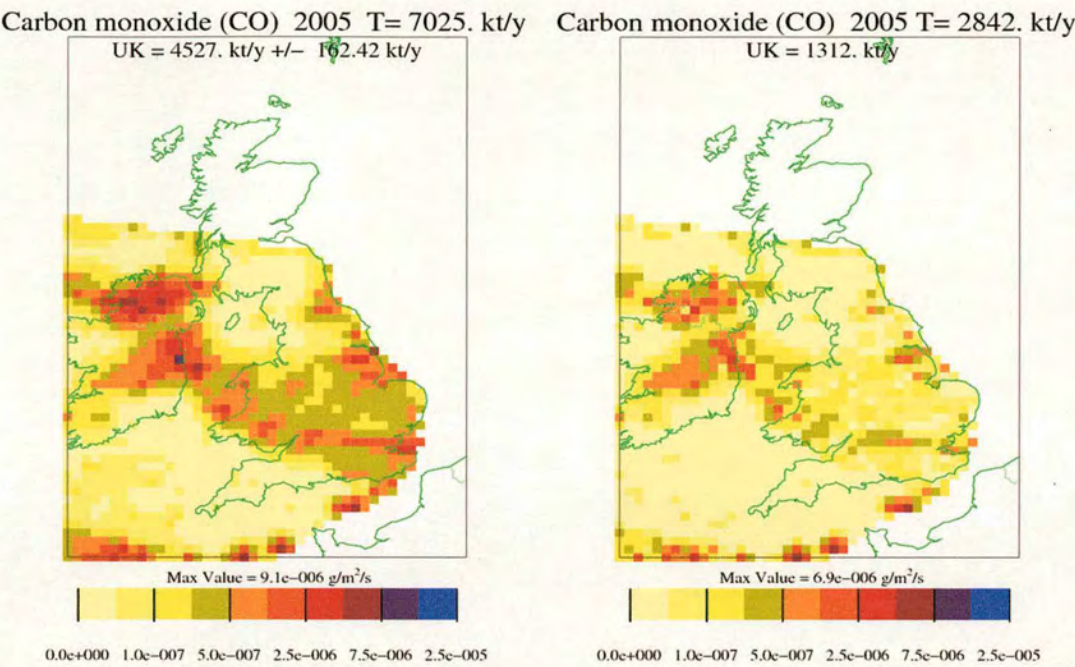 Carbon monoxide (CO) 2005 T= 7025. kt/y
UK = 4527. kt/y +/− 162.42 kt/y
Max Value = 9.1e−006 g/m²/s
0.0e+000 1.0e−007 5.0e−007 2.5e−006 7.5e−006 2.5e−005
Carbon monoxide (CO) 2005 T= 2842. kt/y
UK = 1312. kt/y
Max Value = 6.9e−006 g/m²/s
0.0e+000 1.0e−007 5.0e−007 2.5e−006 7.5e−006 2.5e−005